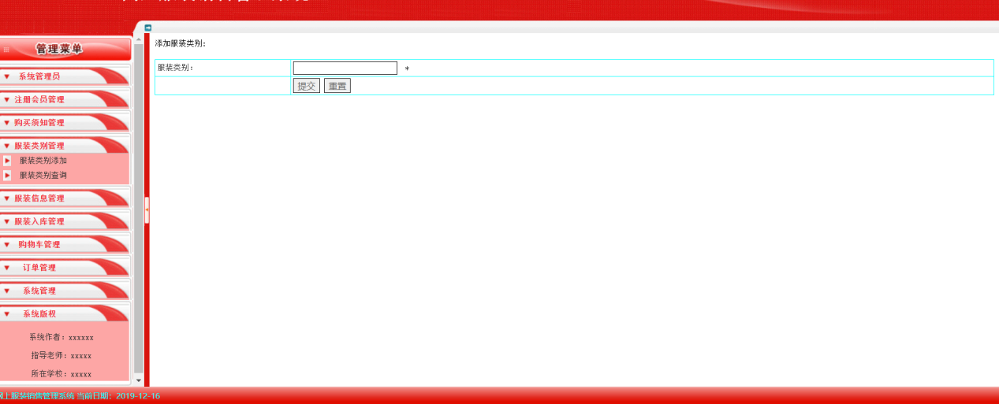 管理菜单
系统管理员
注册会员管理
购买须知管理
服装类别管理
服装类别添加
服装类别查询
服装信息管理
服装入库管理
购物车管理
订单管理
系统管理
系统版权
系统作者：xxxxxx
指导老师：xxxxx
所在学校：xxxxx
添加服装类别:
服装类别：
*
提交 重置
上服装销售管理系统 当前日期：2019-12-16